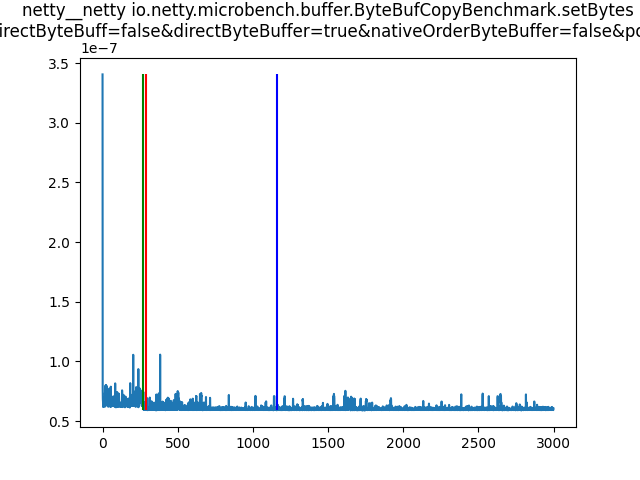 netty__netty io.netty.microbench.buffer.ByteBufCopyBenchmark.setBytes
irectByteBuff=false&directByteBuffer=true&nativeOrderByteBuffer=false&po
1e−7
3.5
3.0
2.5
2.0
1.5
1.0
0.5
0 500 1000 1500 2000 2500 3000